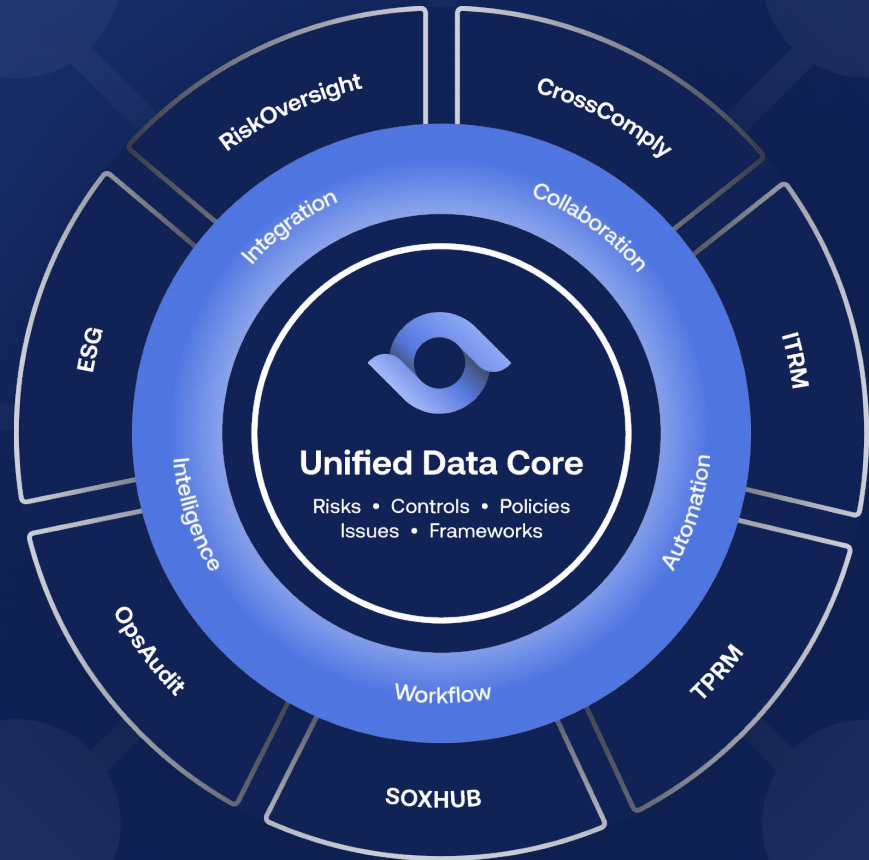 RiskOversight
CrossComply
ITRM
TPRM
SOXHUB
OpsAudit
ESG
Integration
Collaboration
Automation
Workflow
Intelligence
Unified Data Core
Risks • Controls • Policies
Issues • Frameworks